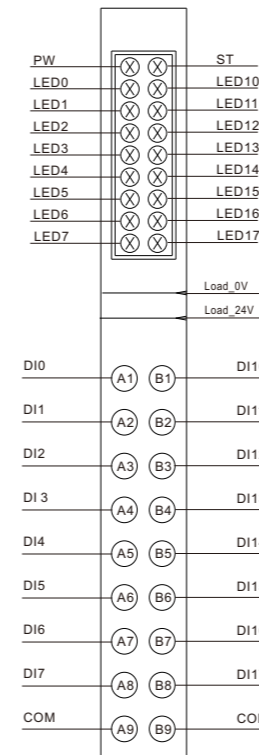 PW ST
LED0 LED10
LED1 LED11
LED2 LED12
LED3 LED13
LED4 LED14
LED5 LED15
LED6 LED16
LED7 LED17
Load_0V
Load_24V
DI0 A1 B1 DI1
DI1 A2 B2 DI1
DI2 A3 B3 DI1
DI 3 A4 B4 DI1
DI4 A5 B5 DI1
DI5 A6 B6 DI1
DI6 A7 B7 DI1
DI7 A8 B8 DI1
COM A9 B9 CO